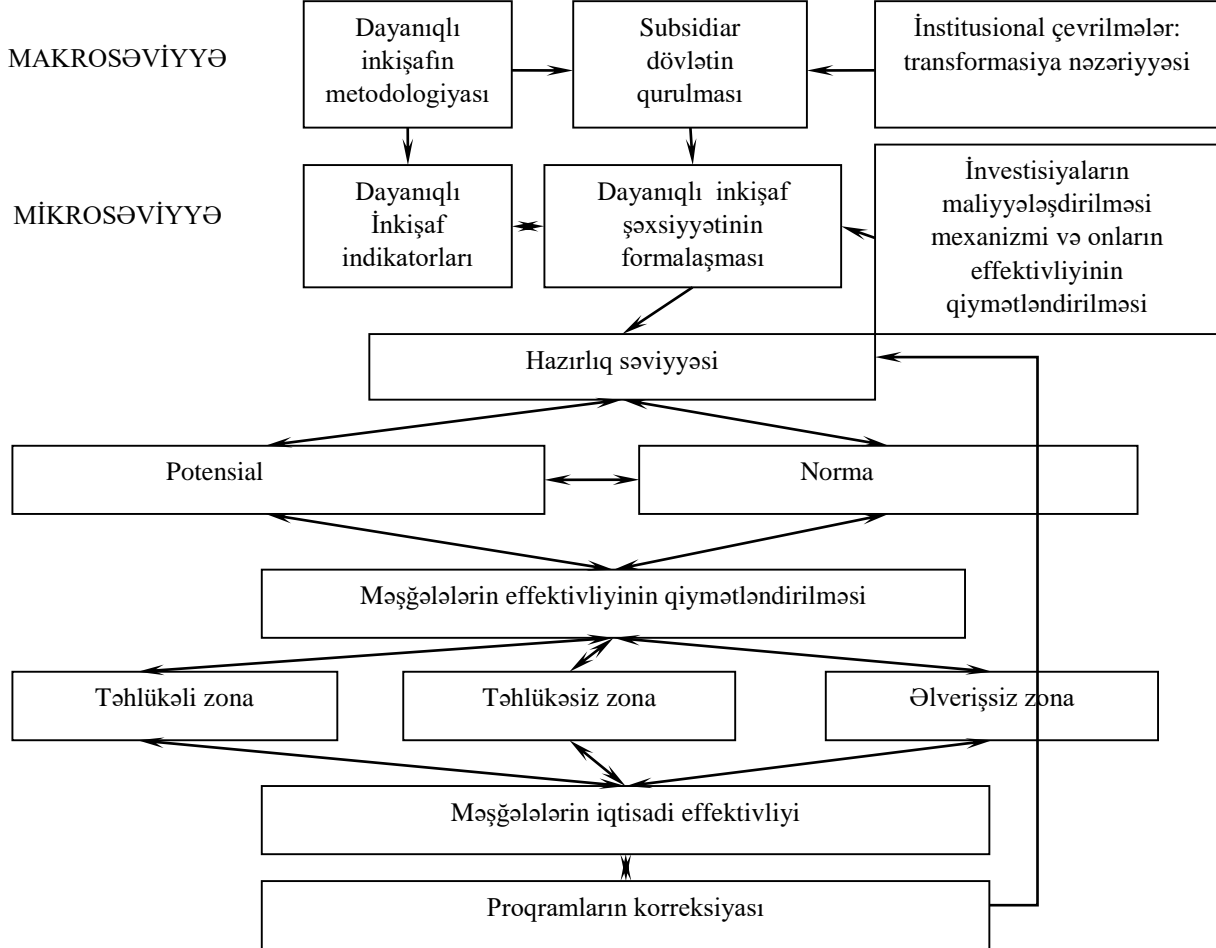 MAKROSƏVİYYƏ
Dayanıqlı
inkişafın
metodologiyası
Subsidiar
dövlətin
qurulması
İnstitusional çevrilmələr:
transformasiya nəzəriyyəsi
MİKROSƏVİYYƏ
Dayanıqlı
İnkişaf
indikatorları
Dayanıqlı inkişaf
şəxsiyyətinin
formalaşması
İnvestisiyaların
maliyyələşdirilməsi
mexanizmi və onların
effektivliyinin
qiymətləndirilməsi
Hazırlıq səviyyəsi
Potensial
Norma
Məşğələlərin effektivliyinin qiymətləndirilməsi
Təhlükəli zona
Təhlükəsiz zona
Əlverişsiz zona
Məşğələlərin iqtisadi effektivliyi
Proqramların korreksiyası